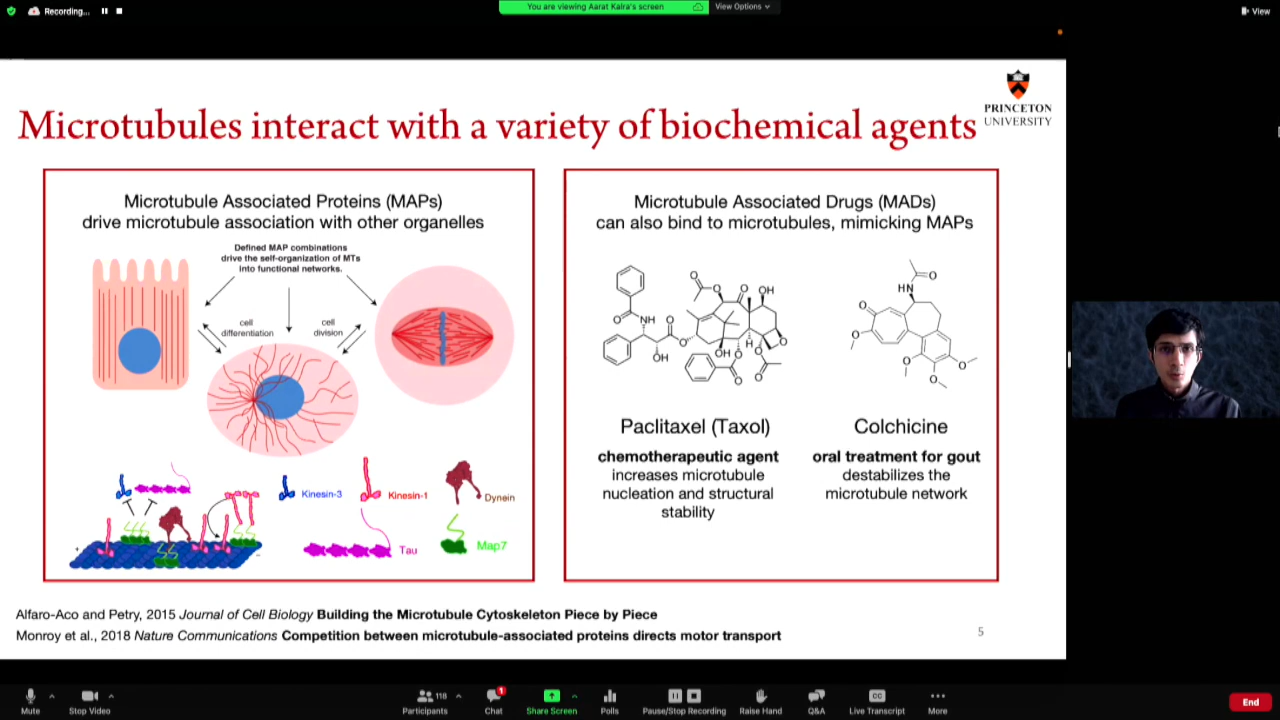 Recording...
You are viewing Aarat Kalra's screen
View Options
View
PRINCETON
UNIVERSITY
Microtubules interact with a variety of biochemical agents
Microtubule Associated Proteins (MAPs)
drive microtubule association with other organelles
Defined MAP combinations
drive the self-organization of MTs
into functional networks.
cell
differentiation
cell
division
Kinesin-3
Kinesin-1
Dynein
Tau
Map7
+
-
Microtubule Associated Drugs (MADs)
can also bind to microtubules, mimicking MAPs
O
O
OH
O
NH
O
O
O
OH
OH
O
H
O
O
O
O
HN
O
O
O
O
O
O
Paclitaxel (Taxol)
chemotherapeutic agent
increases microtubule
nucleation and structural
stability
Colchicine
oral treatment for gout
destabilizes the
microtubule network
Alfaro-Aco and Petry, 2015 Journal of Cell Biology Building the Microtubule Cytoskeleton Piece by Piece
Monroy et al., 2018 Nature Communications Competition between microtubule-associated proteins directs motor transport
5
Mute
Stop Video
118
Participants
1
Chat
Share Screen
Polls
Pause/Stop Recording
Raise Hand
Q&A
CC
Live Transcript
More
End